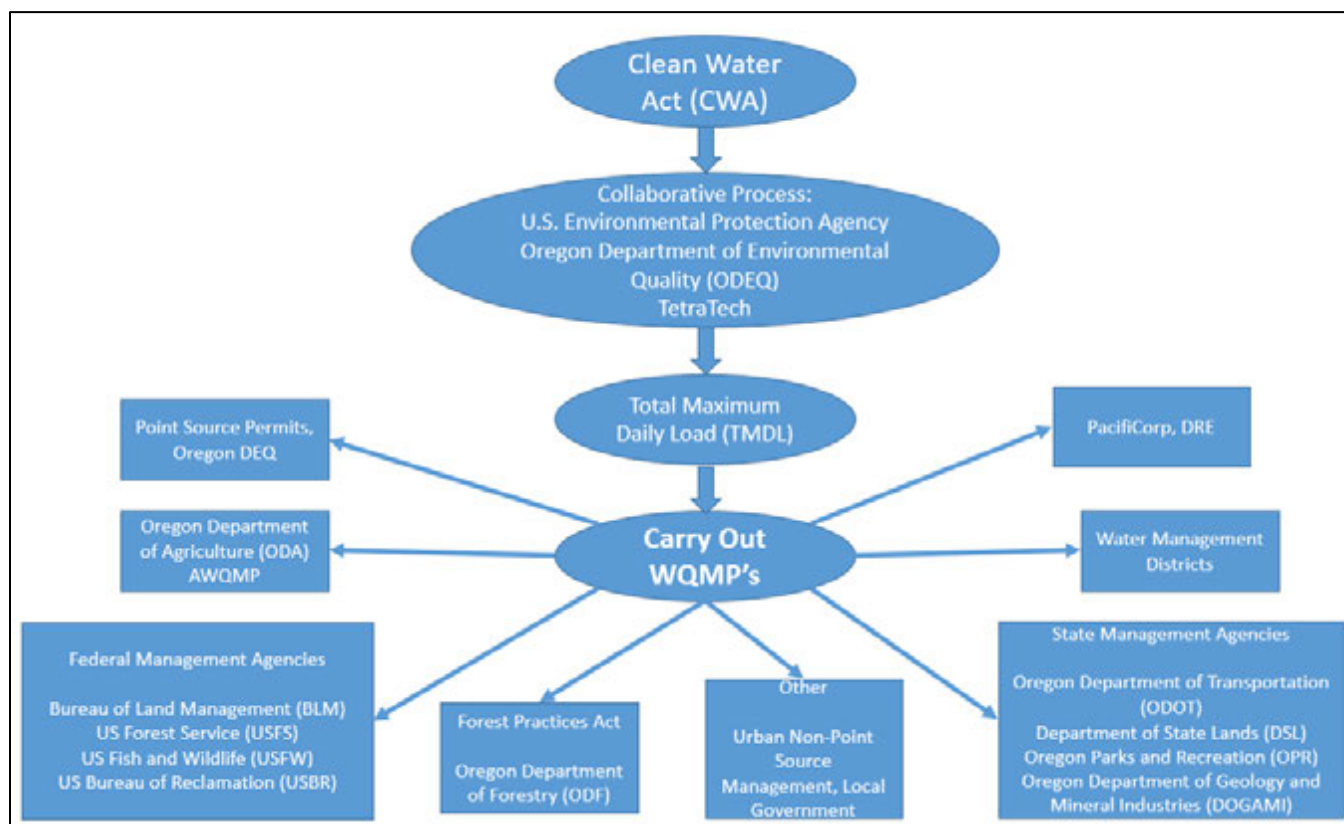 Clean Water
Act (CWA)
Collaborative Process:
U.S. Environmental Protection Agency
Oregon Department of Environmental
Quality (ODEQ)
TetraTech
Total Maximum
Daily Load (TMDL)
Point Source Permits,
Oregon DEQ
PacifiCorp, DRE
Oregon Department
of Agriculture (ODA)
AWQMP
Carry Out
WQMP's
Water Management
Districts
Federal Management Agencies
Bureau of Land Management (BLM)
US Forest Service (USFS)
US Fish and Wildlife (USFW)
US Bureau of Reclamation (USBR)
Forest Practices Act
Oregon Department
of Forestry (ODF)
Other
Urban Non-Point
Source
Management, Local
Government
State Management Agencies
Oregon Department of Transportation
(ODOT)
Department of State Lands (DSL)
Oregon Parks and Recreation (OPR)
Oregon Department of Geology and
Mineral Industries (DOGAMI)